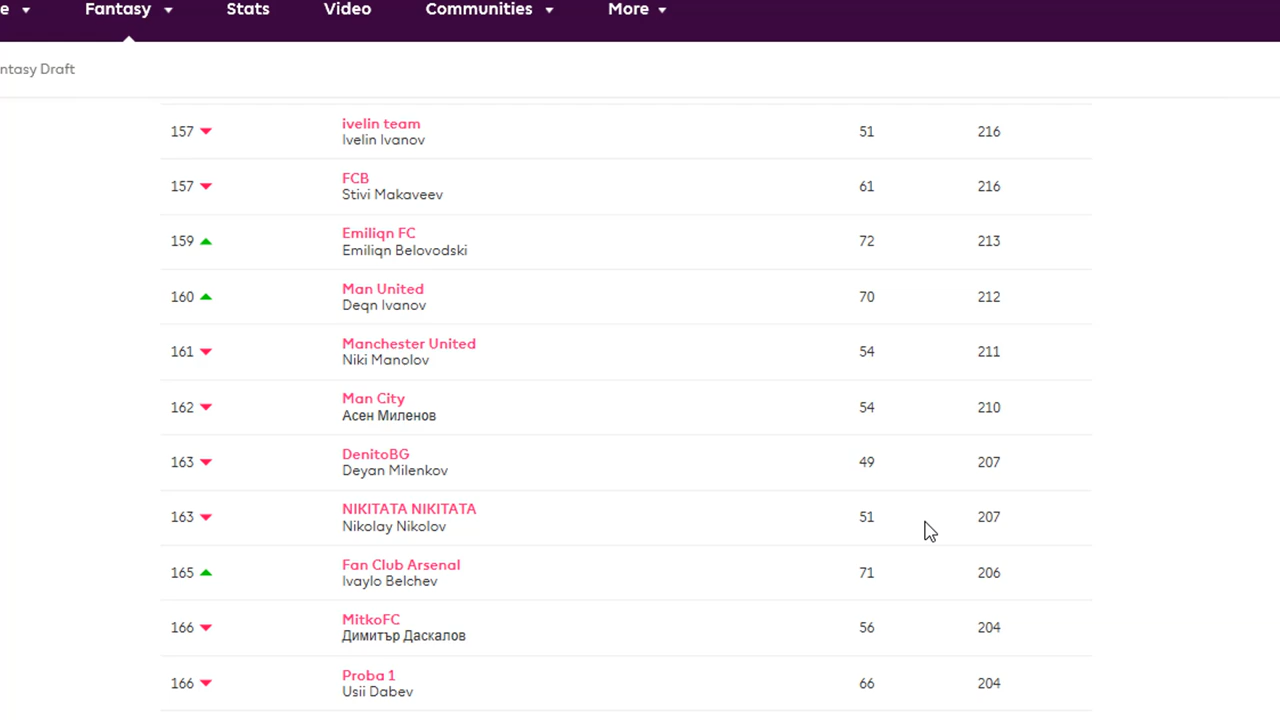 e Fantasy Stats Video Communities More
ntasy Draft
157 ivelin team 51 216
Ivelin Ivanov
157 FCB 61 216
Stivi Makaveev
159 Emiliqn FC 72 213
Emiliqn Belovodski
160 Man United 70 212
Deqn Ivanov
161 Manchester United 54 211
Niki Manolov
162 Man City 54 210
Асен Миленов
163 DenitoBG 49 207
Deyan Milenkov
163 NIKITATA NIKITATA 51 207
Nikolay Nikolov
165 Fan Club Arsenal 71 206
Ivaylo Belchev
166 MitkoFC 56 204
Димитър Даскалов
166 Proba 1 66 204
Usii Dabev